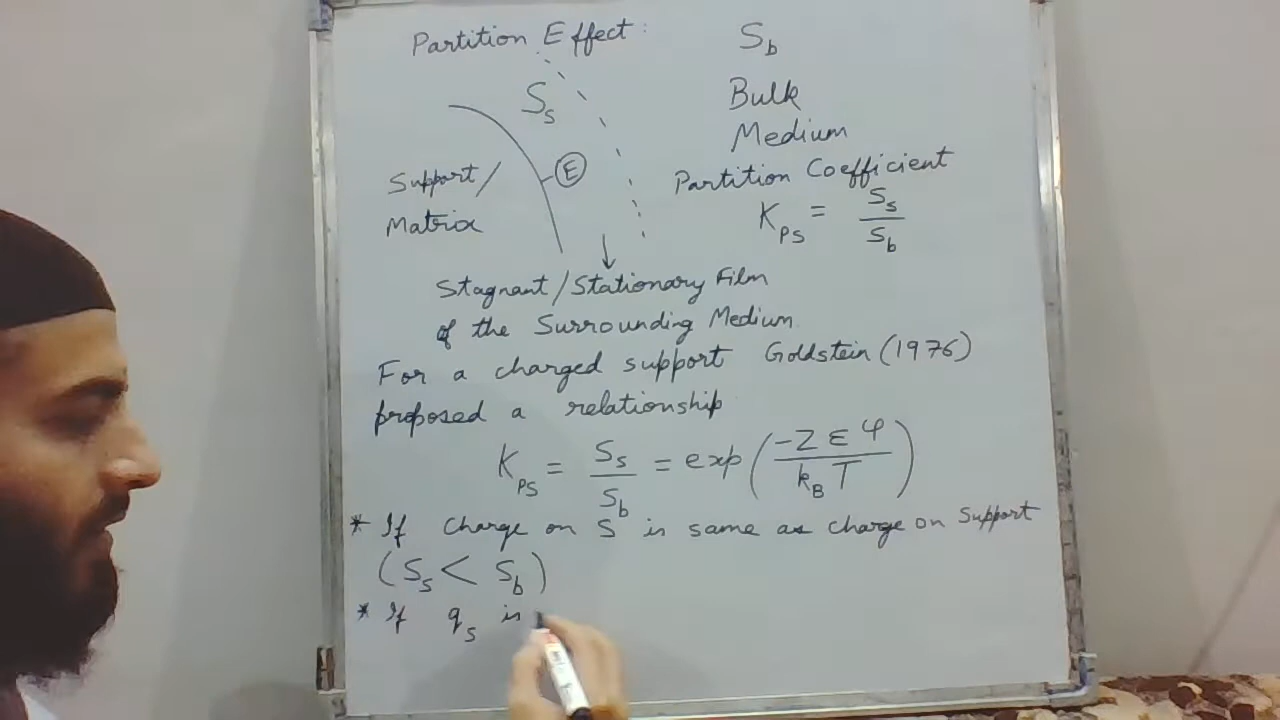 Partition Effect:
S_b
Bulk
Medium
S_s
E
Support/
Matrix
Partition Coefficient
K_PS = S_s / S_b
Stagnant/Stationary Film
of the Surrounding Medium
For a charged support Goldstein (1976)
proposed a relationship
K_PS = S_s / S_b = exp(-Z ε φ / k_B T)
* If Charge on S is same as charge on support
(S_s < S_b)
* If q_s is